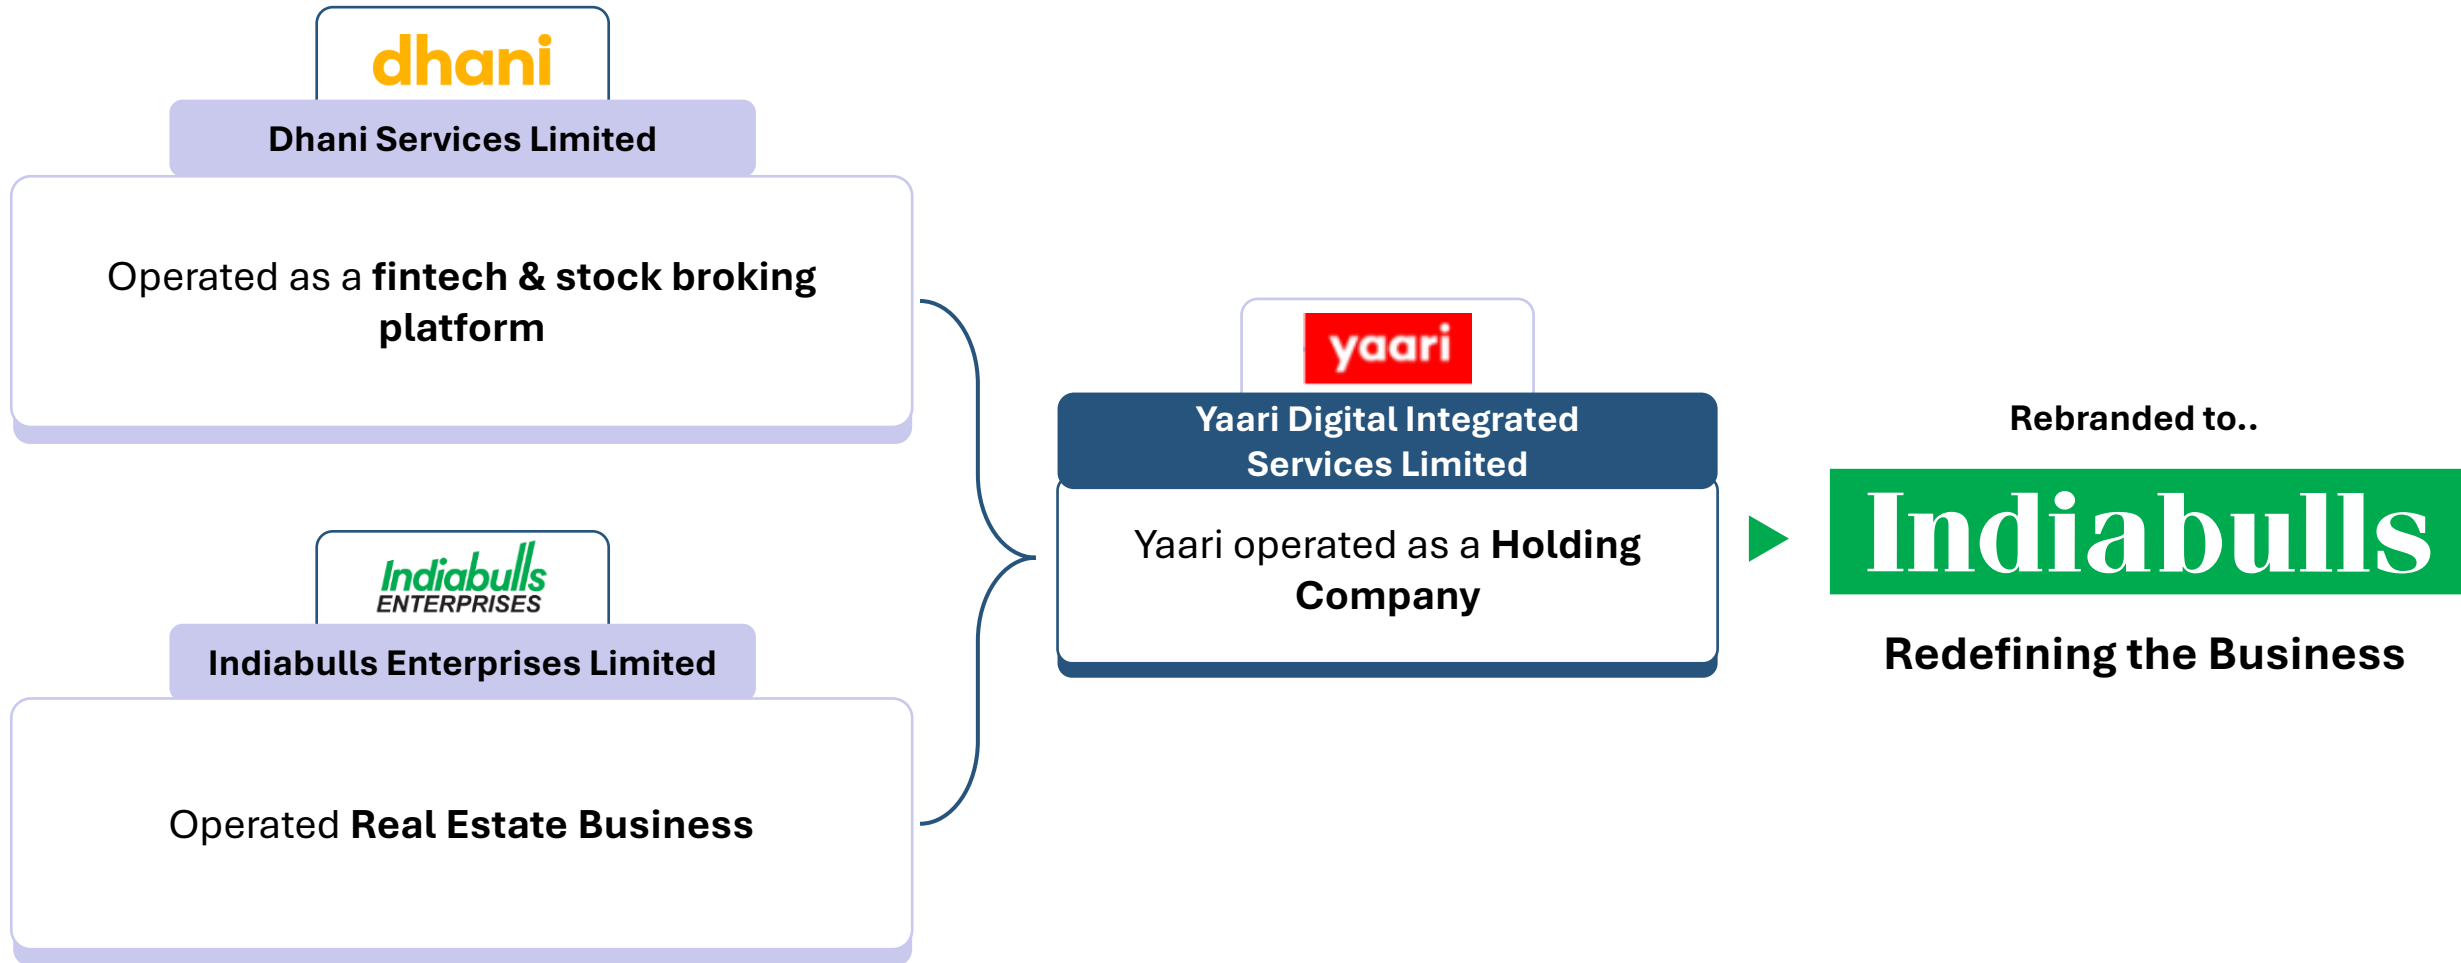 dhani
Dhani Services Limited
Operated as a fintech & stock broking
platform
Indiabulls
ENTERPRISES
Indiabulls Enterprises Limited
Operated Real Estate Business
yaari
Yaari Digital Integrated
Services Limited
Yaari operated as a Holding
Company
Rebranded to..
Indiabulls
Redefining the Business